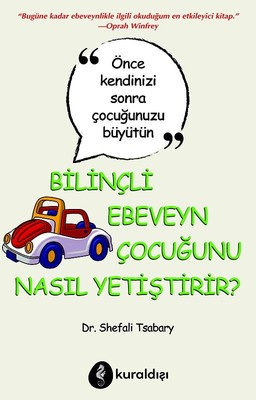 “Bugüne kadar ebeveynlikle ilgili okuduğum en etkileyici kitap.”
—Oprah Winfrey
“Önce
kendinizi
sonra
çocuğunuzu
büyütün”
BİLİNÇLİ
EBEVEYN
ÇOCUĞUNU
NASIL YETİŞTİRİR?
Dr. Shefali Tsabary
kuraldışı